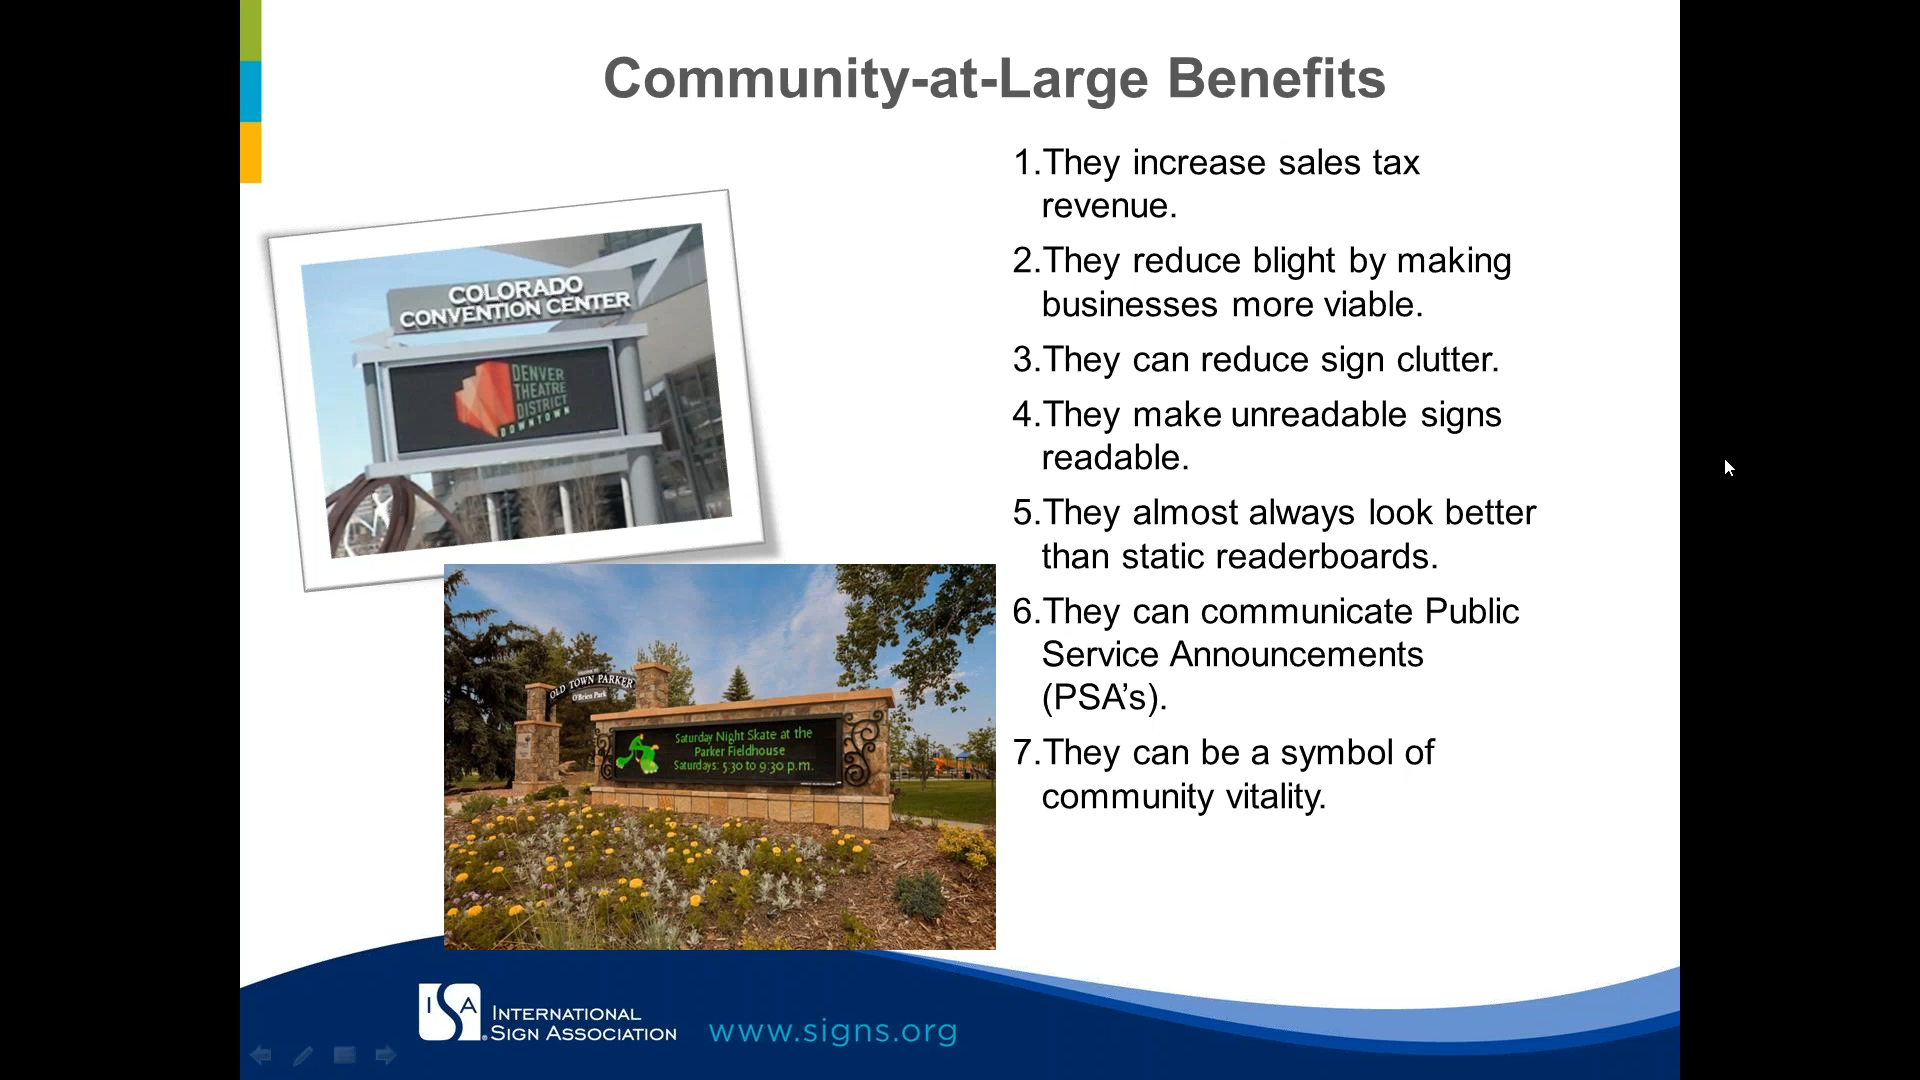 Community-at-Large Benefits
1.They increase sales tax
revenue.
2.They reduce blight by making
businesses more viable.
3.They can reduce sign clutter.
4.They make unreadable signs
readable.
5.They almost always look better
than static readerboards.
6.They can communicate Public
Service Announcements
(PSA’s).
7.They can be a symbol of
community vitality.
COLORADO
CONVENTION CENTER
DENVER
THEATRE
DISTRICT
DOWNTOWN
OLD TOWN PARKER
O'Brien Park
Saturday Night Skate at the
Parker Fieldhouse
Saturdays: 5:30 to 9:30 p.m.
ISA
INTERNATIONAL
SIGN ASSOCIATION
www.signs.org